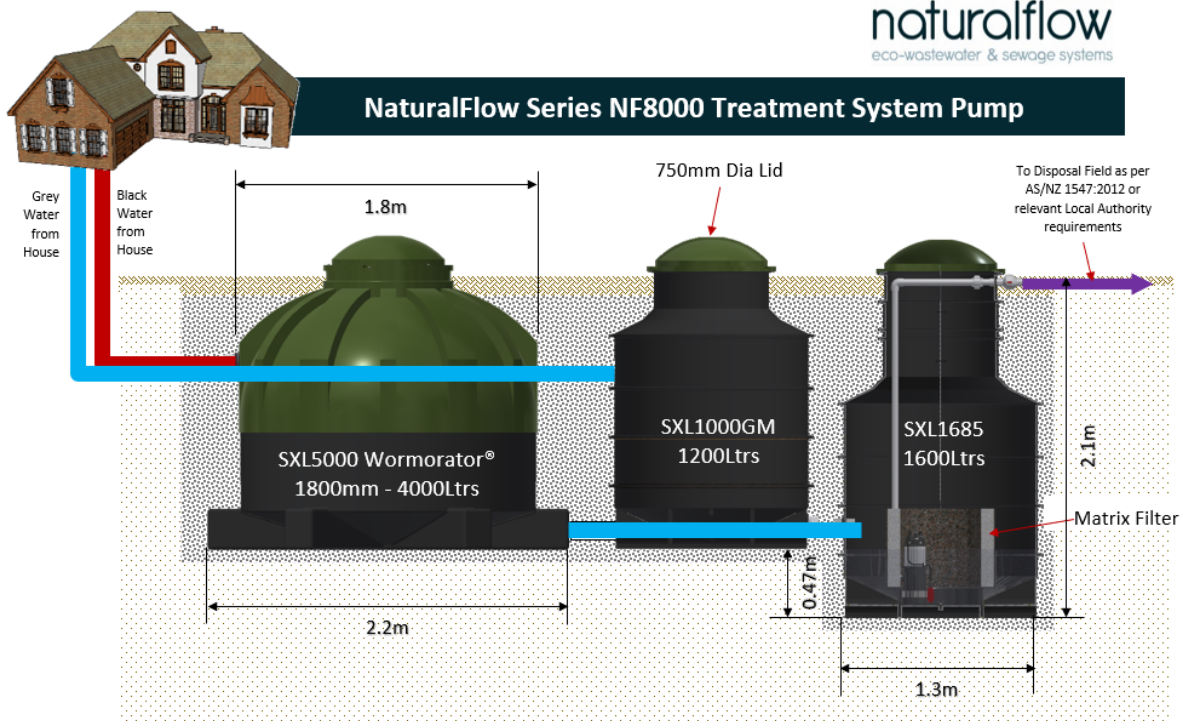 naturalflow
eco-wastewater & sewage systems
NaturalFlow Series NF8000 Treatment System Pump
Grey
Water
from
House
Black
Water
from
House
1.8m
750mm Dia Lid
To Disposal Field as per
AS/NZ 1547:2012 or
relevant Local Authority
requirements
SXL5000 Wormorator®
1800mm - 4000Ltrs
SXL1000GM
1200Ltrs
SXL1685
1600Ltrs
2.1m
Matrix Filter
0.47m
2.2m
1.3m